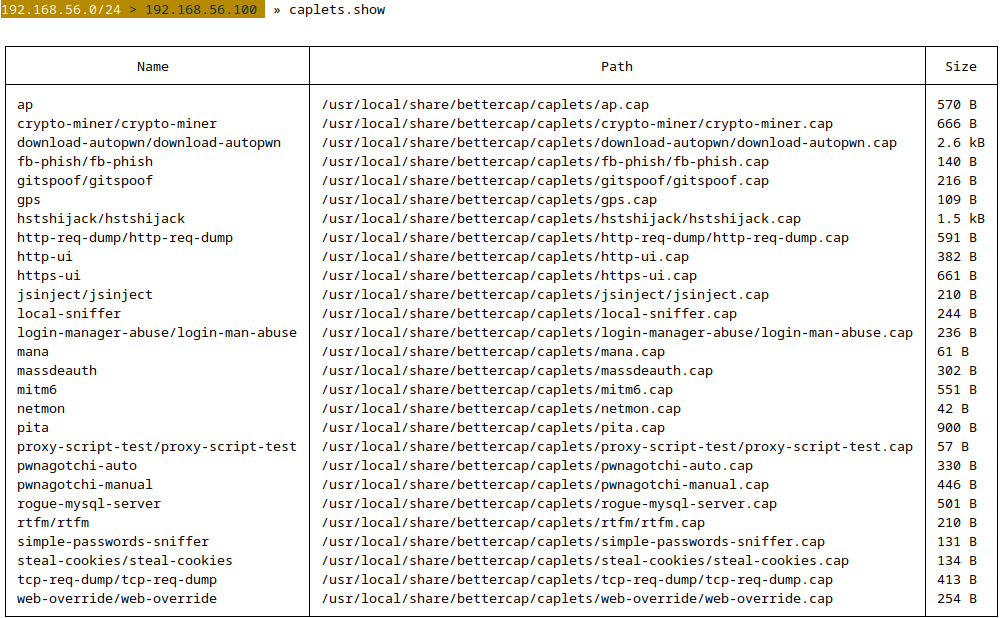 192.168.56.0/24 > 192.168.56.100 » caplets.show
Name Path Size
ap /usr/local/share/bettercap/caplets/ap.cap 570 B
crypto-miner/crypto-miner /usr/local/share/bettercap/caplets/crypto-miner/crypto-miner.cap 666 B
download-autopwn/download-autopwn /usr/local/share/bettercap/caplets/download-autopwn/download-autopwn.cap 2.6 kB
fb-phish/fb-phish /usr/local/share/bettercap/caplets/fb-phish/fb-phish.cap 140 B
gitspoof/gitspoof /usr/local/share/bettercap/caplets/gitspoof/gitspoof.cap 216 B
gps /usr/local/share/bettercap/caplets/gps.cap 109 B
hstshijack/hstshijack /usr/local/share/bettercap/caplets/hstshijack/hstshijack.cap 1.5 kB
http-req-dump/http-req-dump /usr/local/share/bettercap/caplets/http-req-dump/http-req-dump.cap 591 B
http-ui /usr/local/share/bettercap/caplets/http-ui.cap 382 B
https-ui /usr/local/share/bettercap/caplets/https-ui.cap 661 B
jsinject/jsinject /usr/local/share/bettercap/caplets/jsinject/jsinject.cap 210 B
local-sniffer /usr/local/share/bettercap/caplets/local-sniffer.cap 244 B
login-manager-abuse/login-man-abuse /usr/local/share/bettercap/caplets/login-manager-abuse/login-man-abuse.cap 236 B
mana /usr/local/share/bettercap/caplets/mana.cap 61 B
massdeauth /usr/local/share/bettercap/caplets/massdeauth.cap 302 B
mitm6 /usr/local/share/bettercap/caplets/mitm6.cap 551 B
netmon /usr/local/share/bettercap/caplets/netmon.cap 42 B
pita /usr/local/share/bettercap/caplets/pita.cap 900 B
proxy-script-test/proxy-script-test /usr/local/share/bettercap/caplets/proxy-script-test/proxy-script-test.cap 57 B
pwnagotchi-auto /usr/local/share/bettercap/caplets/pwnagotchi-auto.cap 330 B
pwnagotchi-manual /usr/local/share/bettercap/caplets/pwnagotchi-manual.cap 446 B
rogue-mysql-server /usr/local/share/bettercap/caplets/rogue-mysql-server.cap 501 B
rtfm/rtfm /usr/local/share/bettercap/caplets/rtfm/rtfm.cap 210 B
simple-passwords-sniffer /usr/local/share/bettercap/caplets/simple-passwords-sniffer.cap 131 B
steal-cookies/steal-cookies /usr/local/share/bettercap/caplets/steal-cookies/steal-cookies.cap 134 B
tcp-req-dump/tcp-req-dump /usr/local/share/bettercap/caplets/tcp-req-dump/tcp-req-dump.cap 413 B
web-override/web-override /usr/local/share/bettercap/caplets/web-override/web-override.cap 254 B